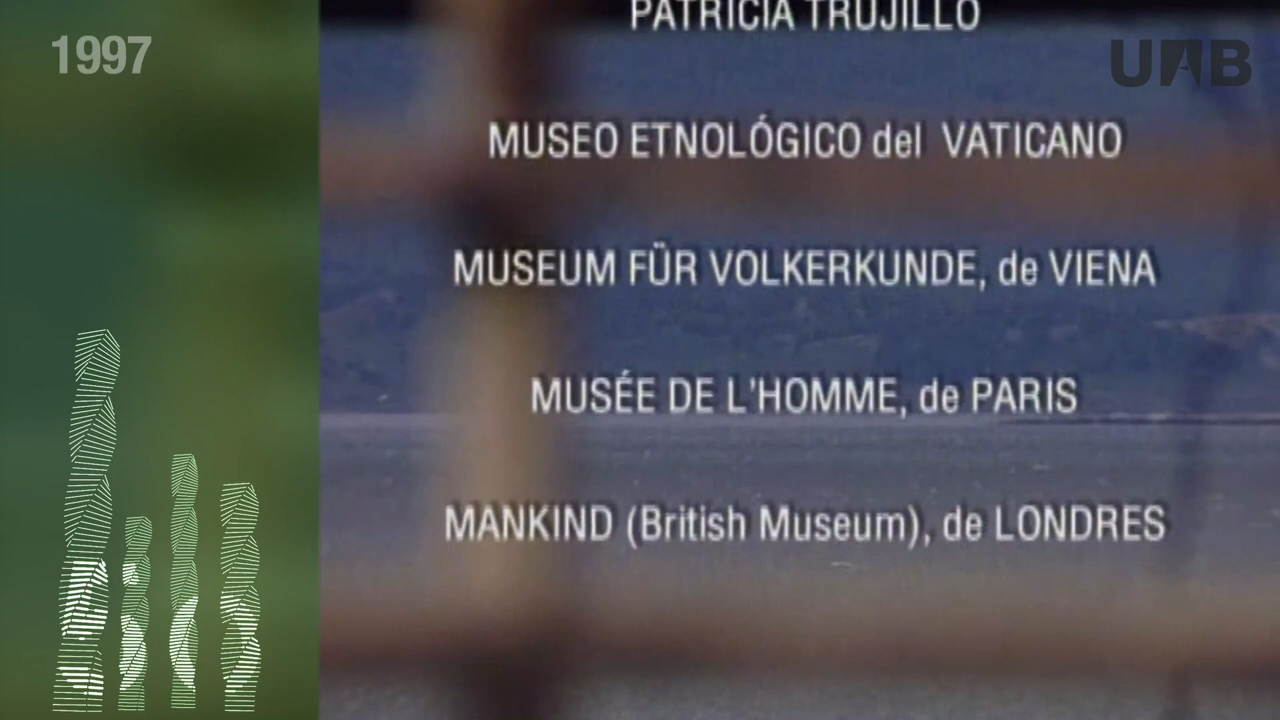 1997
PATRICIA TRUJILLO
UAB
MUSEO ETNOLÓGICO del VATICANO
MUSEUM FÜR VOLKERKUNDE, de VIENA
MUSÉE DE L'HOMME, de PARIS
MANKIND (British Museum), de LONDRES